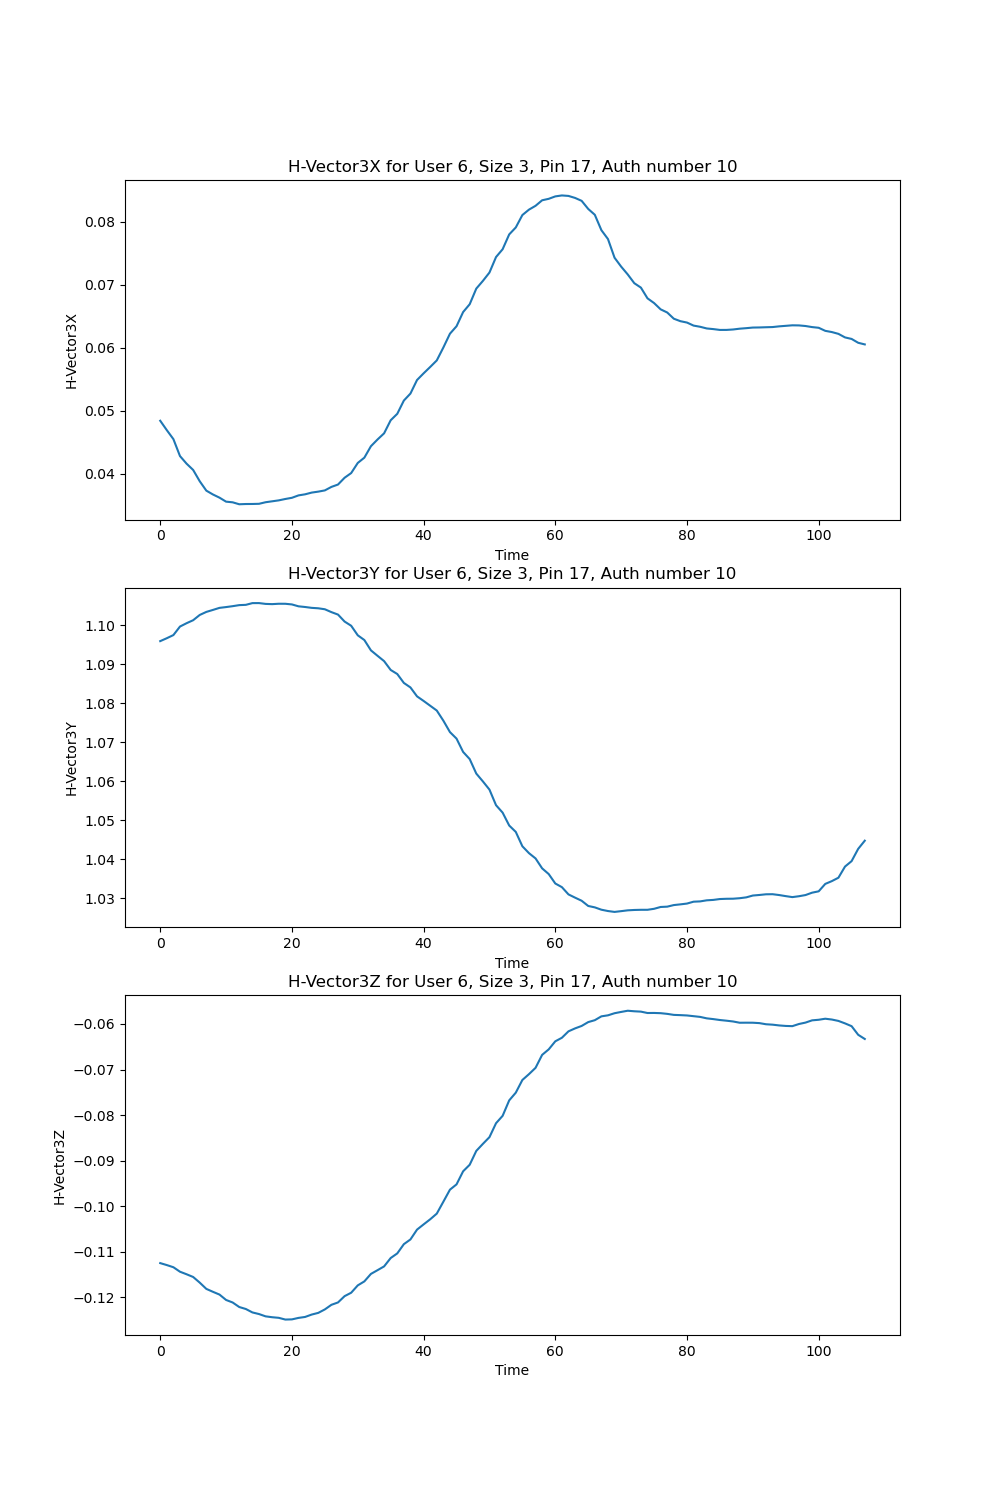 H-Vector3X for User 6, Size 3, Pin 17, Auth number 10
0.08
0.07
0.06
0.05
0.04
H-Vector3X
0 20 40 60 80 100
Time
H-Vector3Y for User 6, Size 3, Pin 17, Auth number 10
1.10
1.09
1.08
1.07
1.06
1.05
1.04
1.03
H-Vector3Y
0 20 40 60 80 100
Time
H-Vector3Z for User 6, Size 3, Pin 17, Auth number 10
−0.06
−0.07
−0.08
−0.09
−0.10
−0.11
−0.12
H-Vector3Z
0 20 40 60 80 100
Time